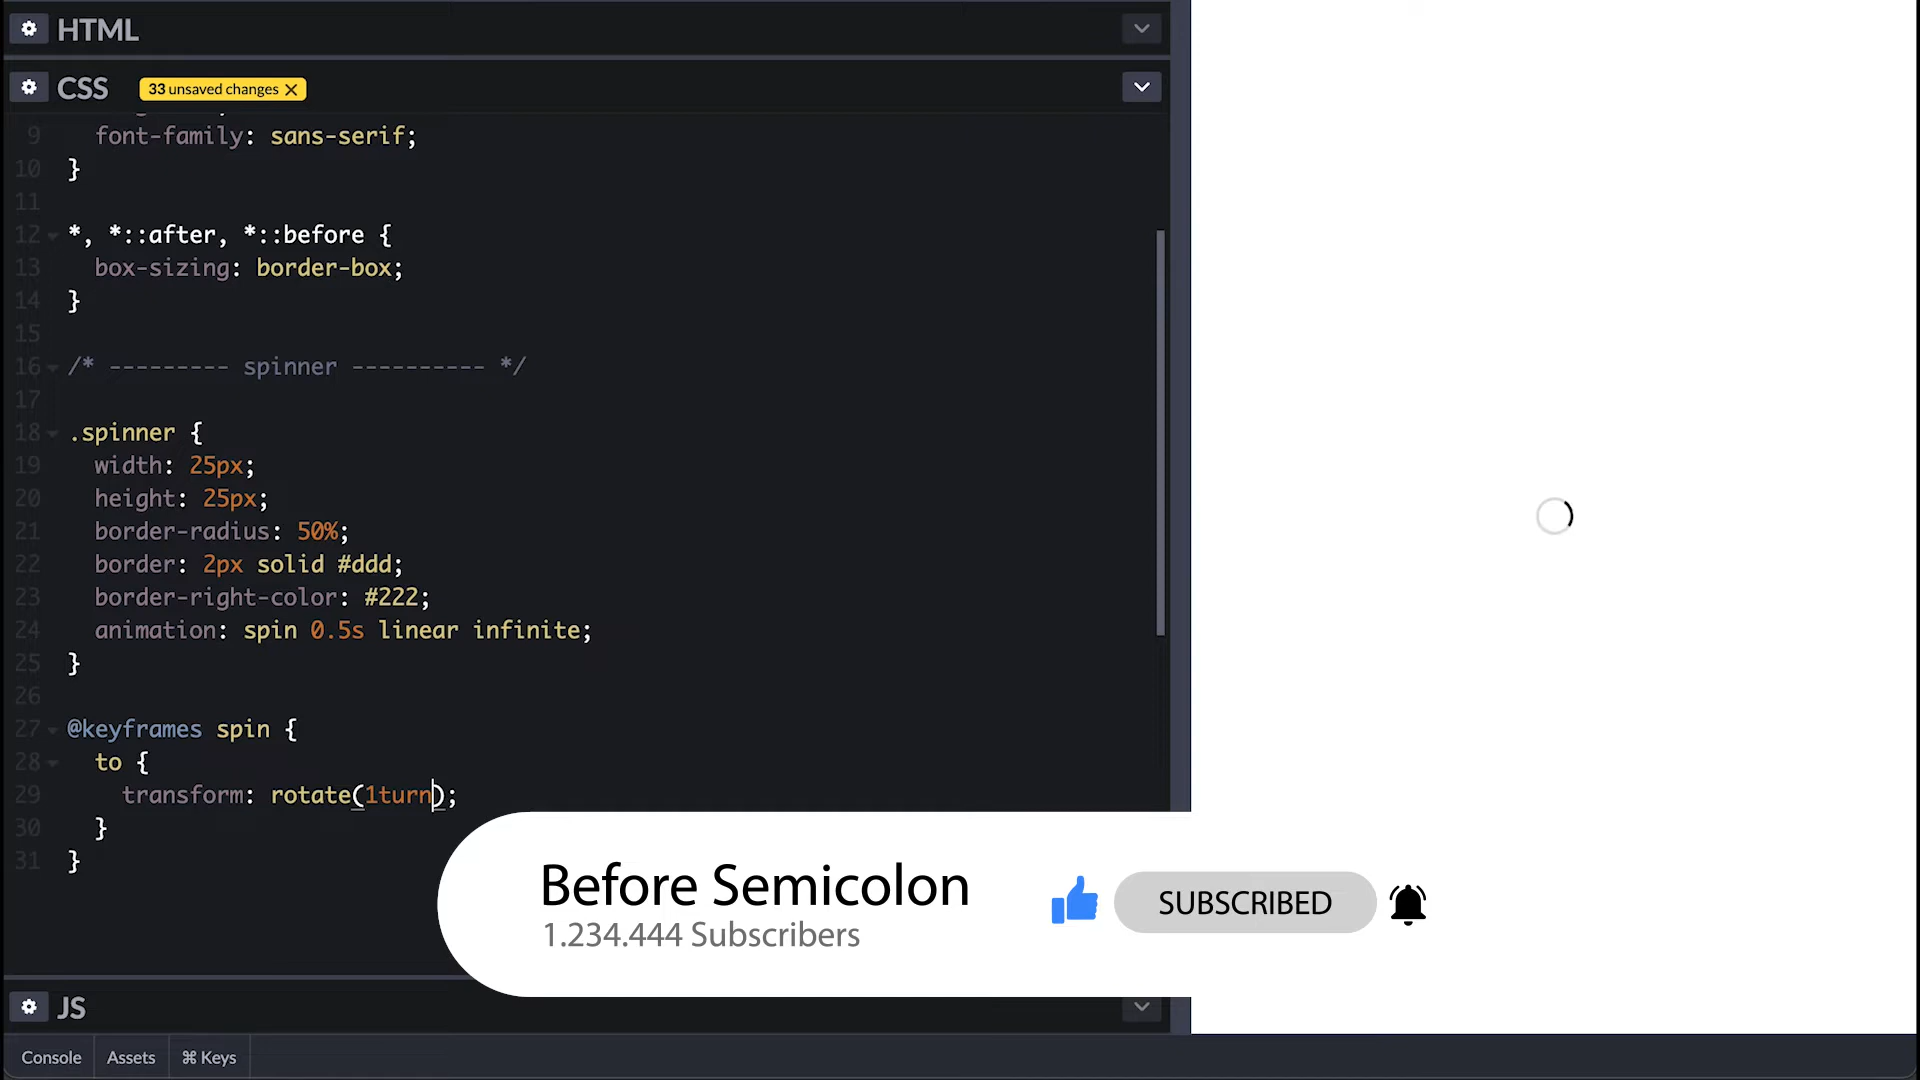 HTML
CSS
33 unsaved changes
9 font-family: sans-serif;
10 }
11
12 *, *::after, *::before {
13 box-sizing: border-box;
14 }
15
16 /* --------- spinner ---------- */
17
18 .spinner {
19 width: 25px;
20 height: 25px;
21 border-radius: 50%;
22 border: 2px solid #ddd;
23 border-right-color: #222;
24 animation: spin 0.5s linear infinite;
25 }
26
27 @keyframes spin {
28 to {
29 transform: rotate(1turn);
30 }
31 }
Before Semicolon
1.234.444 Subscribers
SUBSCRIBED
JS
Console Assets ⌘ Keys